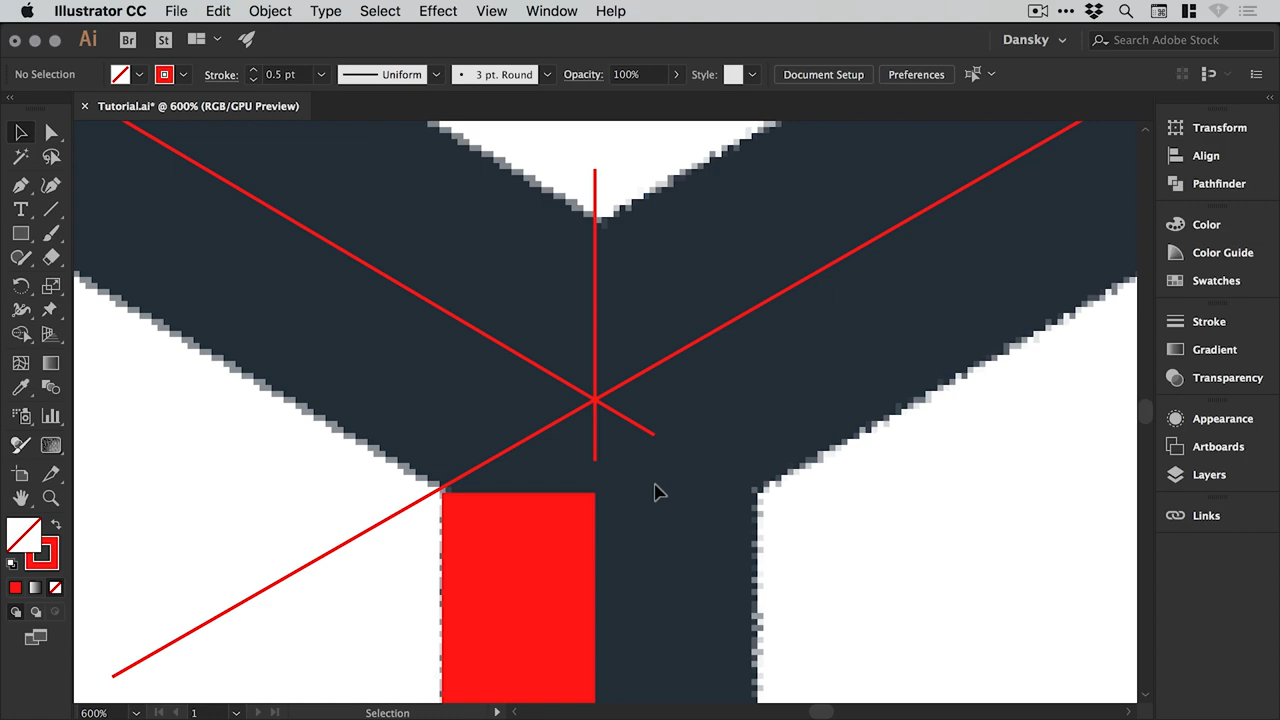 Illustrator CC File Edit Object Type Select Effect View Window Help
Ai Br St Dansky Search Adobe Stock
No Selection Stroke: 0.5 pt Uniform 3 pt. Round Opacity: 100% Style: Document Setup Preferences
Tutorial.ai* @ 600% (RGB/GPU Preview)
Transform
Align
Pathfinder
Color
Color Guide
Swatches
Stroke
Gradient
Transparency
Appearance
Artboards
Layers
Links
600% 1 Selection